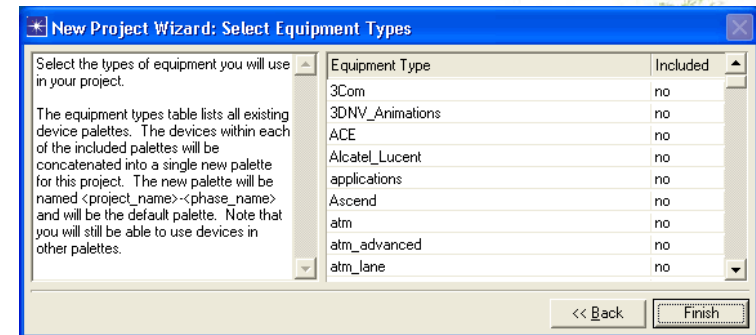 New Project Wizard: Select Equipment Types
Select the types of equipment you will use
in your project.
The equipment types table lists all existing
device palettes. The devices within each
of the included palettes will be
concatenated into a single new palette
for this project. The new palette will be
named <project_name>-<phase_name>
and will be the default palette. Note that
you will still be able to use devices in
other palettes.
Equipment Type Included
3Com no
3DNV_Animations no
ACE no
Alcatel_Lucent no
applications no
Ascend no
atm no
atm_advanced no
atm_lane no
<< Back Finish